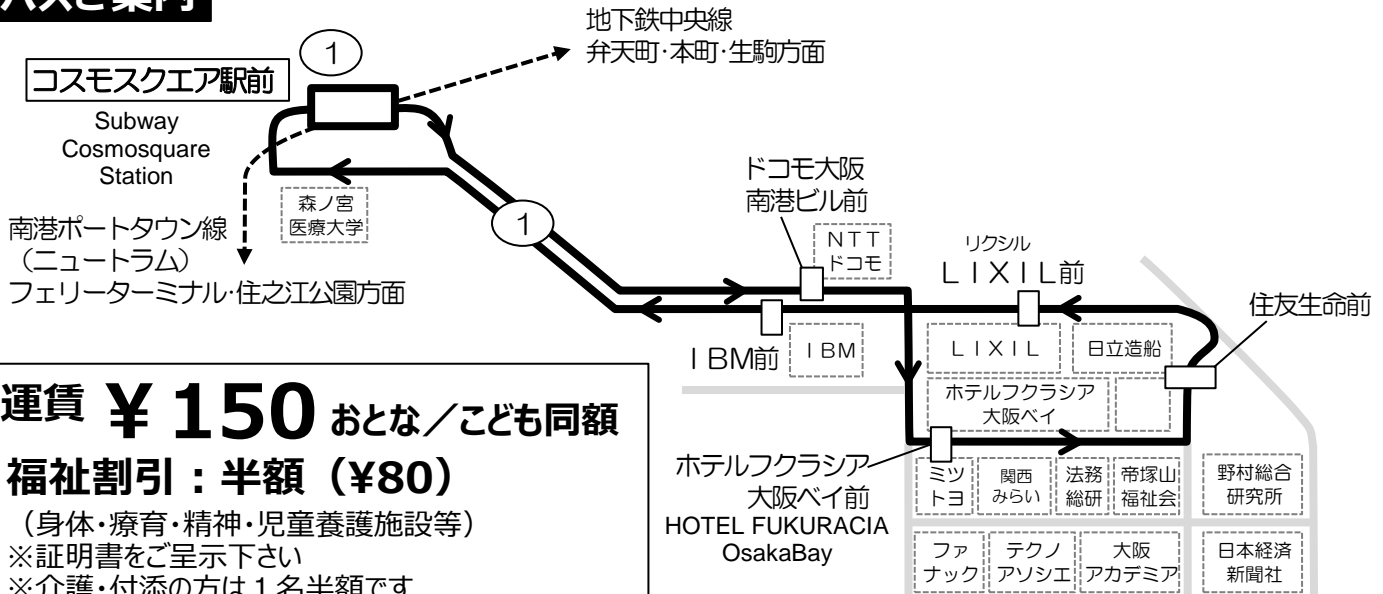 バスご案内
地下鉄中央線
弁天町･本町･生駒方面
1
コスモスクエア駅前
Subway
Cosmosquare
Station
南港ポートタウン線
（ニュートラム）
フェリーターミナル･住之江公園方面
森ノ宮
医療大学
1
ドコモ大阪
南港ビル前
ＮＴＴ
ドコモ
リクシル
ＬＩＸＩＬ前
住友生命前
ＩＢＭ前
ＩＢＭ
ＬＩＸＩＬ
日立造船
ホテルフクラシア
大阪ベイ
ホテルフクラシア
大阪ベイ前
HOTEL FUKURACIA
OsakaBay
ミツ
トヨ
関西
みらい
法務
総研
帝塚山
福祉会
野村総合
研究所
ファ
ナック
テクノ
アソシエ
大阪
アカデミア
日本経済
新聞社
運賃 ￥150 おとな／こども同額
福祉割引：半額（¥80）
（身体･療育･精神･児童養護施設等）
※証明書をご呈示下さい
※介護･付添の方は１名半額です